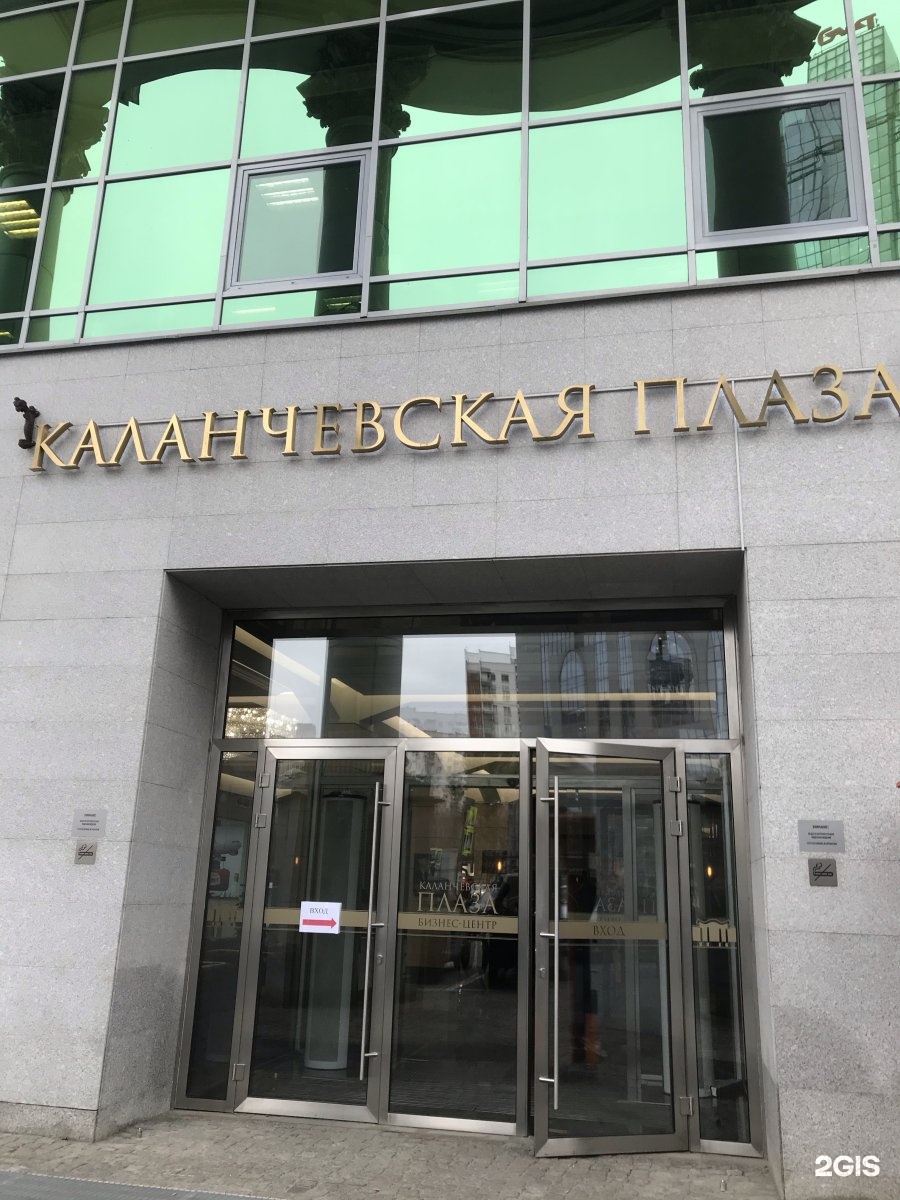 КАЛАНЧЕВСКАЯ ПЛАЗА
КАЛАНЧЕВСКАЯ
ПЛАЗА
БИЗНЕС-ЦЕНТР
ВХОД
ВХОД
2GIS